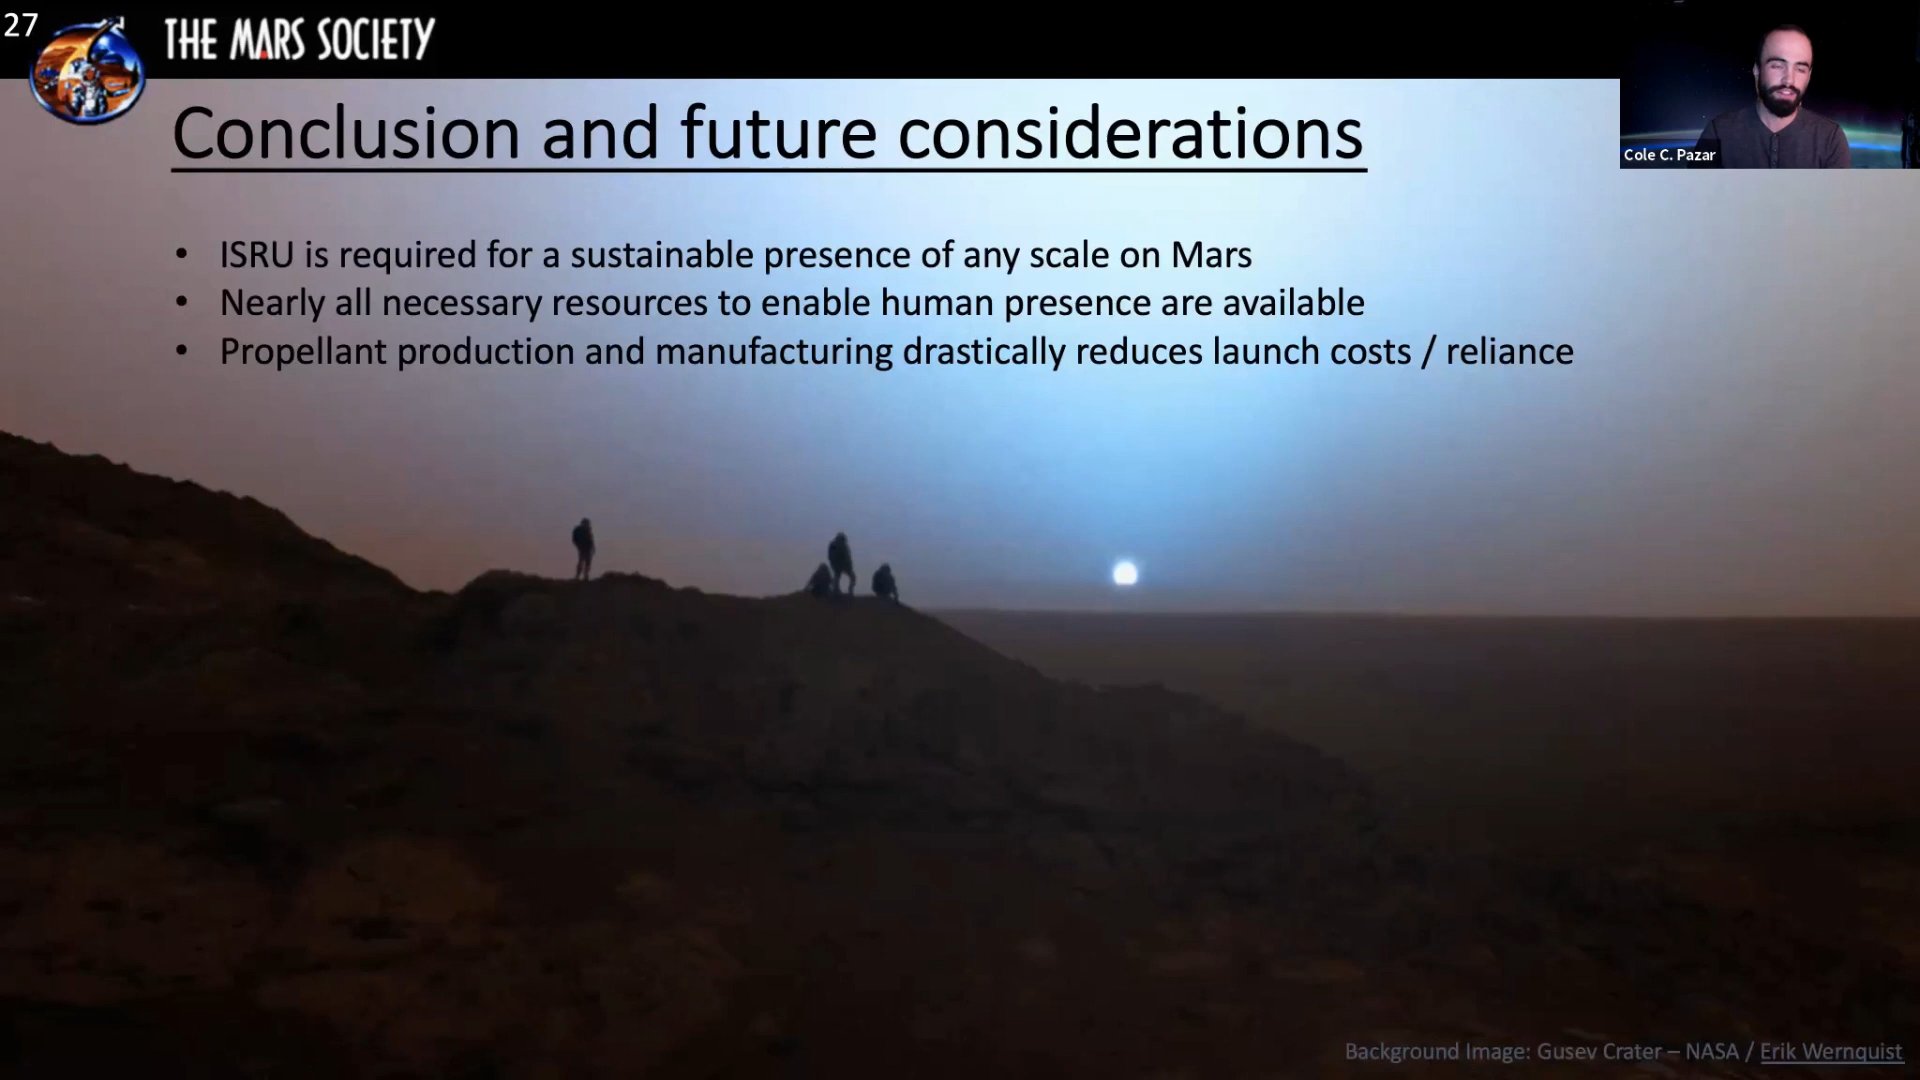 27
THE MARS SOCIETY
Cole C. Pazar
Conclusion and future considerations
• ISRU is required for a sustainable presence of any scale on Mars
• Nearly all necessary resources to enable human presence are available
• Propellant production and manufacturing drastically reduces launch costs / reliance
Background Image: Gusev Crater – NASA / Erik Wernquist